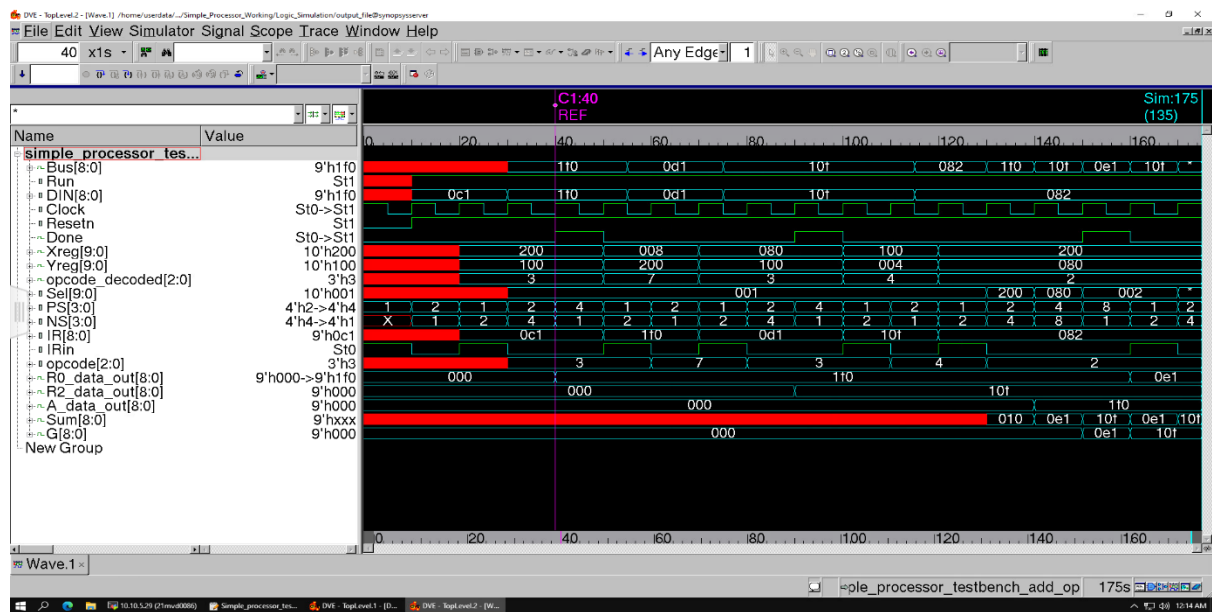 DVE - TopLevel.2 - [Wave.1] /home/userdata/.../Simple_Processor_Working/Logic_Simulation/output_file@synopsysserver
File Edit View Simulator Signal Scope Trace Window Help
40 x1s Any Edge 1
C1:40 Sim:175
REF (135)
*
Name Value 0 20 40 60 80 100 120 140 160
simple_processor_tes...
Bus[8:0] 9'h1f0 1f0 0d1 10f 082 1f0 10f 0e1 10f *
Run St1
DIN[8:0] 9'h1f0 0c1 1f0 0d1 10f 082
Clock St0->St1
Resetn St1
Done St0->St1
Xreg[9:0] 10'h200 200 008 080 100 200
Yreg[9:0] 10'h100 100 200 100 004 080
opcode_decoded[2:0] 3'h3 3 7 3 4 2
Sel[9:0] 10'h001 001 200 080 002 *
PS[3:0] 4'h2->4'h4 1 2 1 2 4 1 2 1 2 4 1 2 1 2 4 8 1 2
NS[3:0] 4'h4->4'h1 X 1 2 4 1 2 1 2 4 1 2 1 2 4 8 1 2 4
IR[8:0] 9'h0c1 0c1 1f0 0d1 10f 082
IRin St0
opcode[2:0] 3'h3 3 7 3 4 2
R0_data_out[8:0] 9'h000->9'h1f0 000 1f0 0e1
R2_data_out[8:0] 9'h000 000 10f
A_data_out[8:0] 9'h000 000 1f0
Sum[8:0] 9'hxxx 010 0e1 10f 0e1 10f
G[8:0] 9'h000 000 0e1 10f
New Group
0 20 40 60 80 100 120 140 160
Wave.1
ple_processor_testbench_add_op 175s
10.10.5.29 (21mvd0086) Simple_processor_tes... DVE - TopLevel.1 - [D... DVE - TopLevel.2 - [W... 12:14 AM